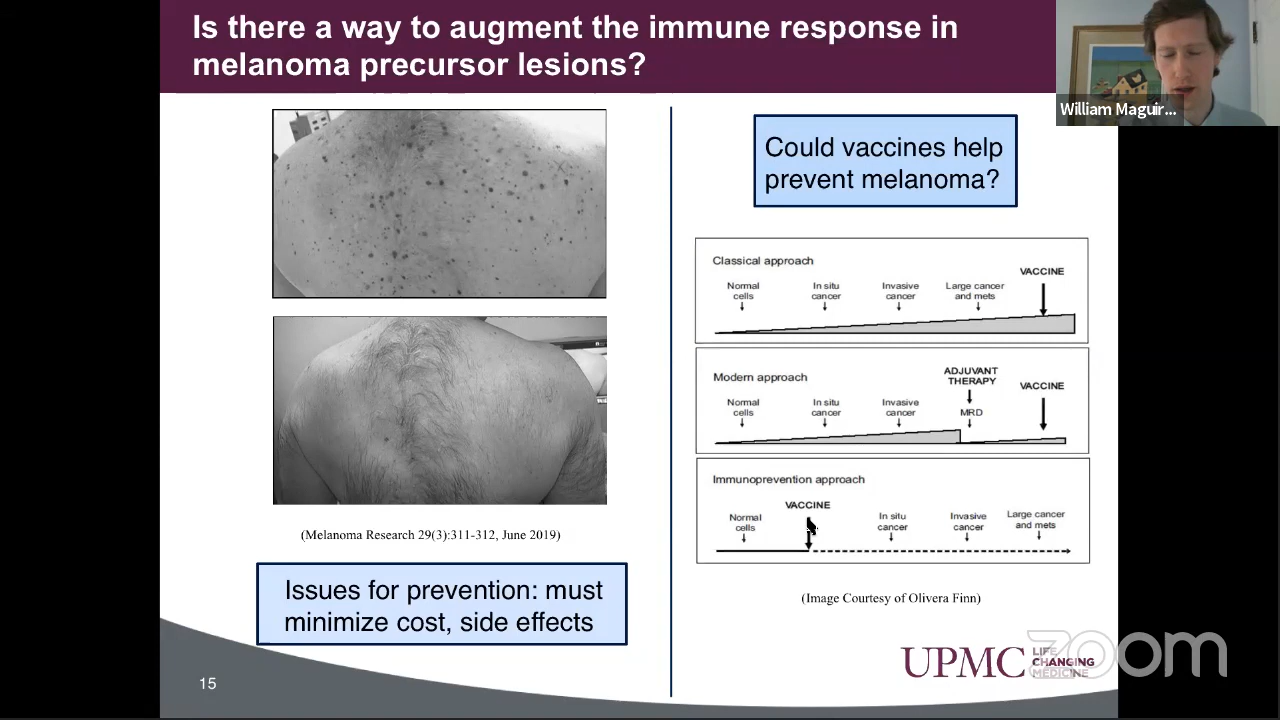 Is there a way to augment the immune response in
melanoma precursor lesions?
William Maguir...
(Melanoma Research 29(3):311-312, June 2019)
Issues for prevention: must
minimize cost, side effects
Could vaccines help
prevent melanoma?
Classical approach
VACCINE
Normal
cells
In situ
cancer
Invasive
cancer
Large cancer
and mets
Modern approach
ADJUVANT
THERAPY
VACCINE
Normal
cells
In situ
cancer
Invasive
cancer
MRD
Immunoprevention approach
VACCINE
Normal
cells
In situ
cancer
Invasive
cancer
Large cancer
and mets
(Image Courtesy of Olivera Finn)
UPMC
LIFE
CHANGING
MEDICINE
zoom
15